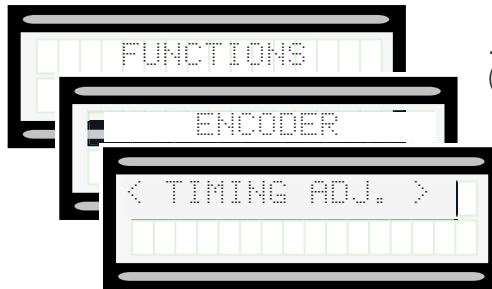 FUNCTIONS
ENCODER
< TIMING ADJ. >